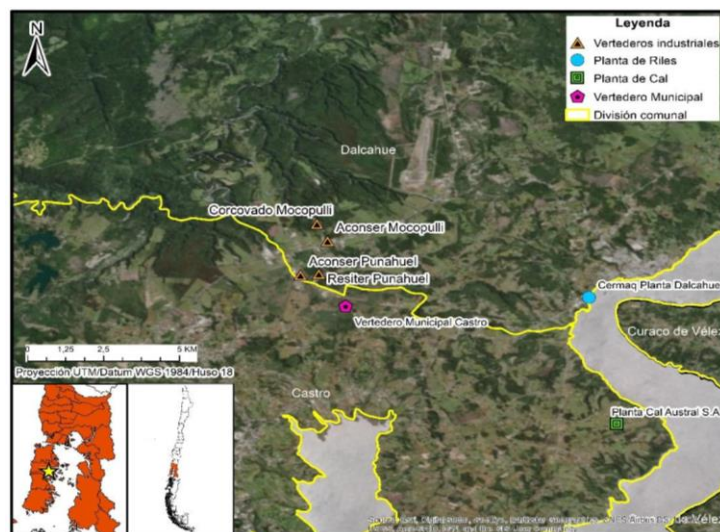 N
Leyenda
Vertederos industriales
Planta de Riles
Planta de Cal
Vertedero Municipal
División comunal
Dalcahue
Corcovado Mocopulli
Aconser Mocopulli
Aconser Punahuel
Resiter Punahuel
Cermaq Planta Dalcahue
Vertedero Municipal Castro
Curaco de Vélez
0 1,25 2,5 5 KM
Proyección UTM/Datum WGS 1984/Huso 18
Castro
Planta Cal Austral S.A